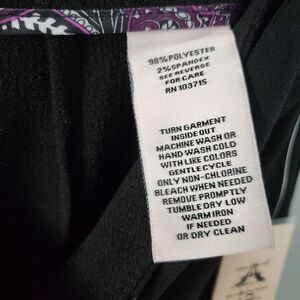 98% POLYESTER
2% SPANDEX
SEE REVERSE
FOR CARE
RN 103715
TURN GARMENT
INSIDE OUT
MACHINE WASH OR
HAND WASH COLD
WITH LIKE COLORS
GENTLE CYCLE
ONLY NON-CHLORINE
BLEACH WHEN NEEDED
REMOVE PROMPTLY
TUMBLE DRY LOW
WARM IRON
IF NEEDED
OR DRY CLEAN